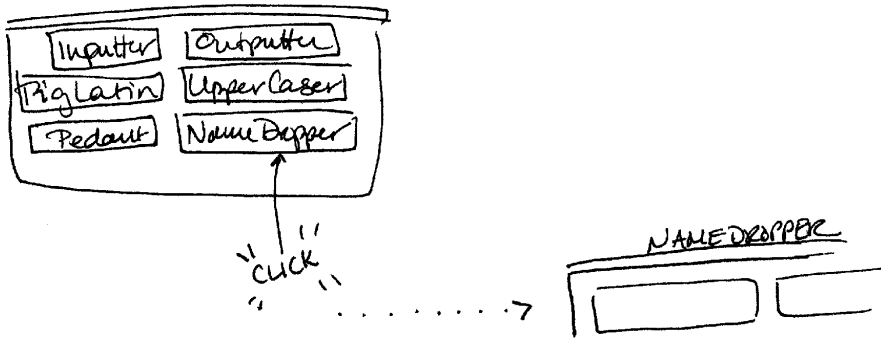 Inputter Outputter
PigLatin UpperCaser
Pedant NameDropper
CLICK
NAMEDROPPER